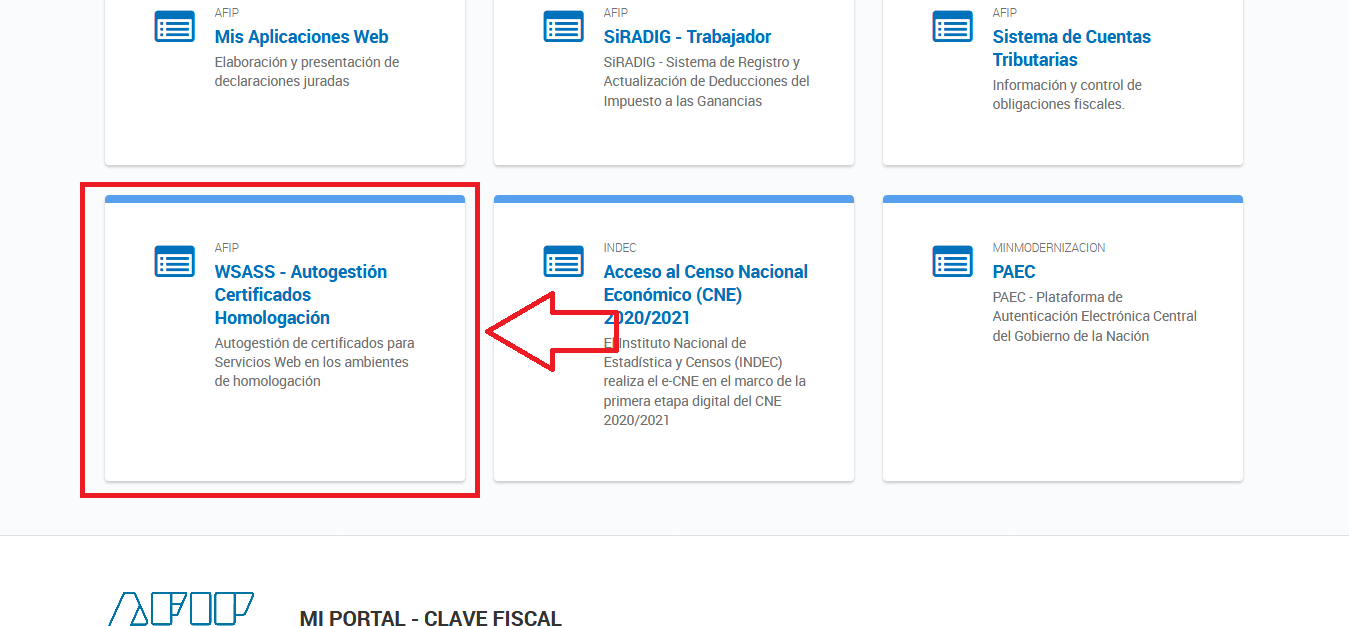 AFIP
Mis Aplicaciones Web
Elaboración y presentación de
declaraciones juradas
AFIP
SiRADIG - Trabajador
SiRADIG - Sistema de Registro y
Actualización de Deducciones del
Impuesto a las Ganancias
AFIP
Sistema de Cuentas
Tributarias
Información y control de
obligaciones fiscales.
AFIP
WSASS - Autogestión
Certificados
Homologación
Autogestión de certificados para
Servicios Web en los ambientes
de homologación
INDEC
Acceso al Censo Nacional
Económico (CNE)
2020/2021
El Instituto Nacional de
Estadística y Censos (INDEC)
realiza el e-CNE en el marco de la
primera etapa digital del CNE
2020/2021
MINMODERNIZACION
PAEC
PAEC - Plataforma de
Autenticación Electrónica Central
del Gobierno de la Nación
AFIP
MI PORTAL - CLAVE FISCAL